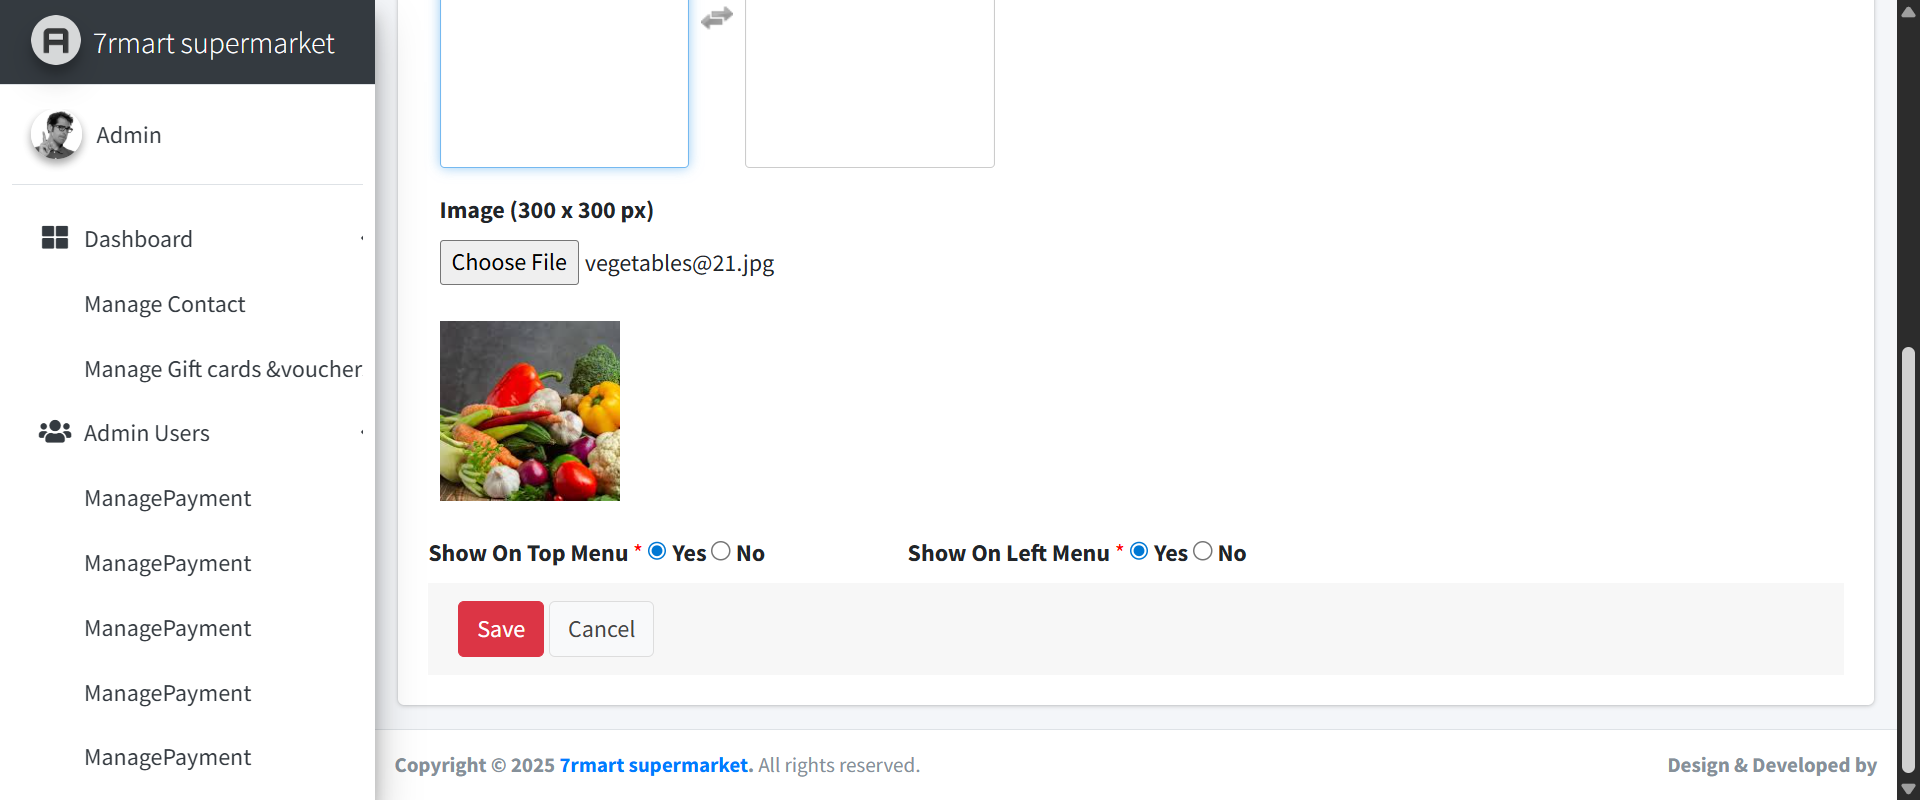 7rmart supermarket
Admin
Dashboard
Manage Contact
Manage Gift cards &voucher
Admin Users
ManagePayment
ManagePayment
ManagePayment
ManagePayment
ManagePayment
Image (300 x 300 px)
Choose File vegetables@21.jpg
Show On Top Menu * Yes No Show On Left Menu * Yes No
Save Cancel
Copyright © 2025 7rmart supermarket. All rights reserved. Design & Developed by